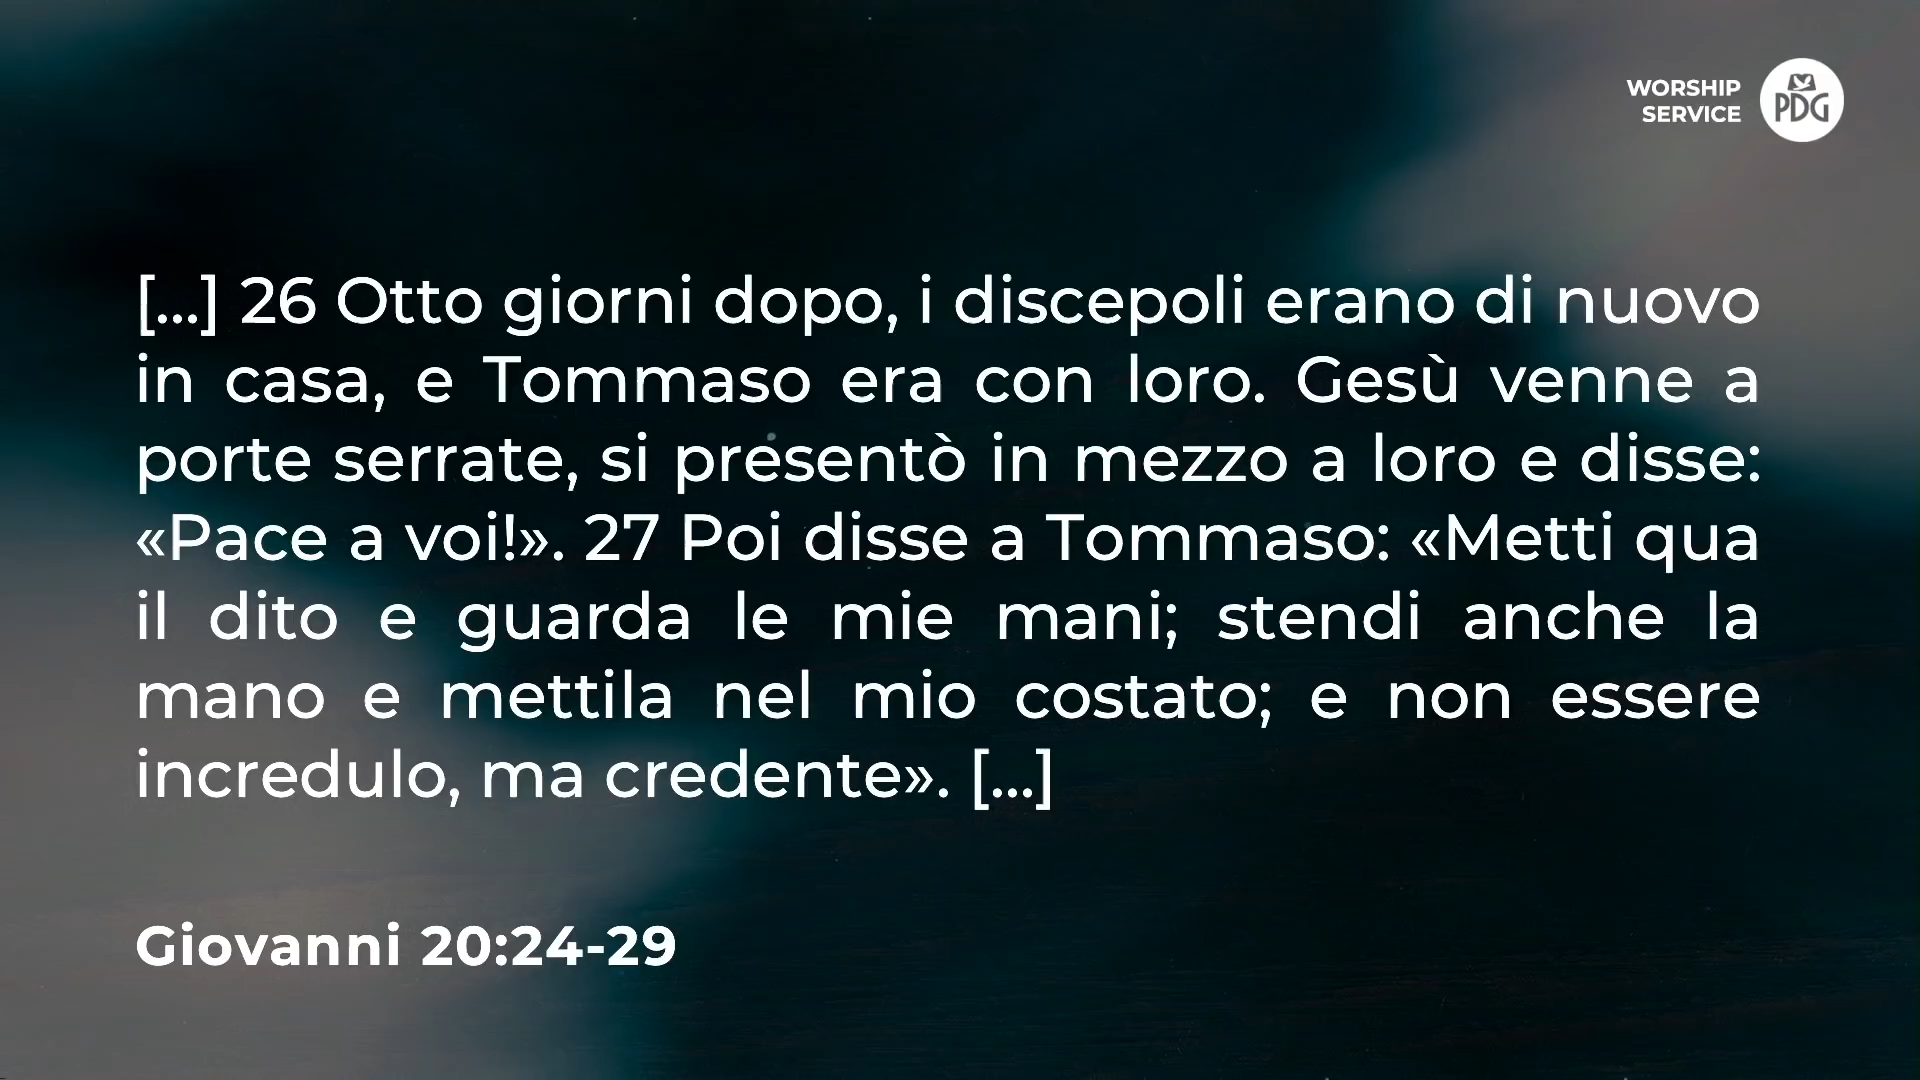 WORSHIP
SERVICE
PDG
[...] 26 Otto giorni dopo, i discepoli erano di nuovo
in casa, e Tommaso era con loro. Gesù venne a
porte serrate, si presentò in mezzo a loro e disse:
«Pace a voi!». 27 Poi disse a Tommaso: «Metti qua
il dito e guarda le mie mani; stendi anche la
mano e mettila nel mio costato; e non essere
incredulo, ma credente». [...]
Giovanni 20:24-29